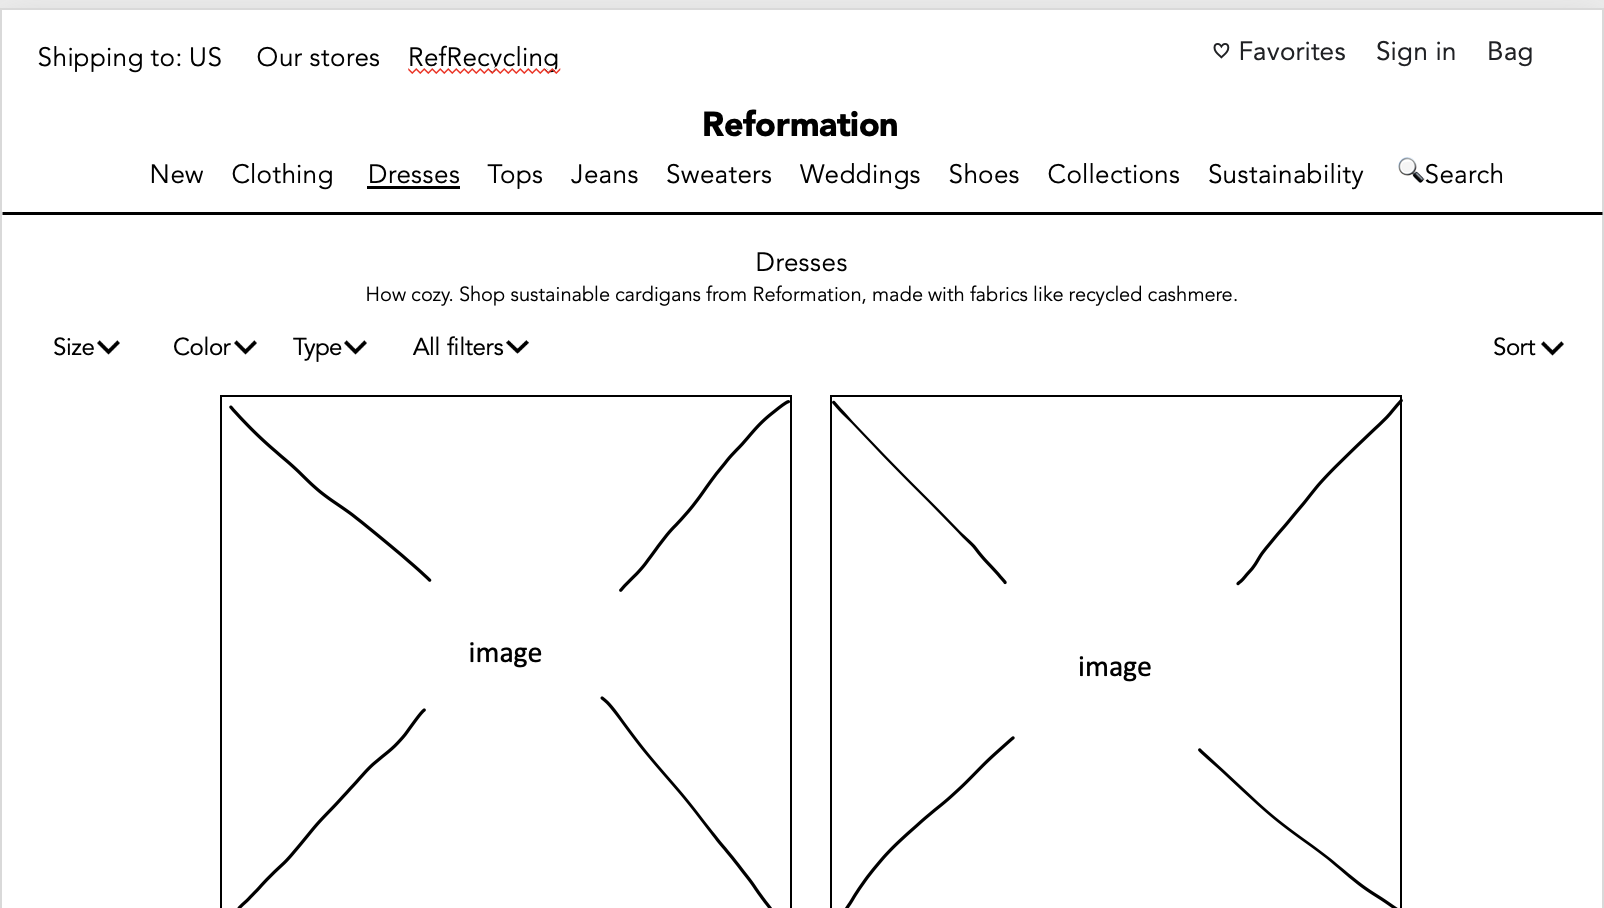 Shipping to: US Our stores RefRecycling ♡ Favorites Sign in Bag
Reformation
New Clothing Dresses Tops Jeans Sweaters Weddings Shoes Collections Sustainability 🔍Search
Dresses
How cozy. Shop sustainable cardigans from Reformation, made with fabrics like recycled cashmere.
Size Color Type All filters Sort
image
image